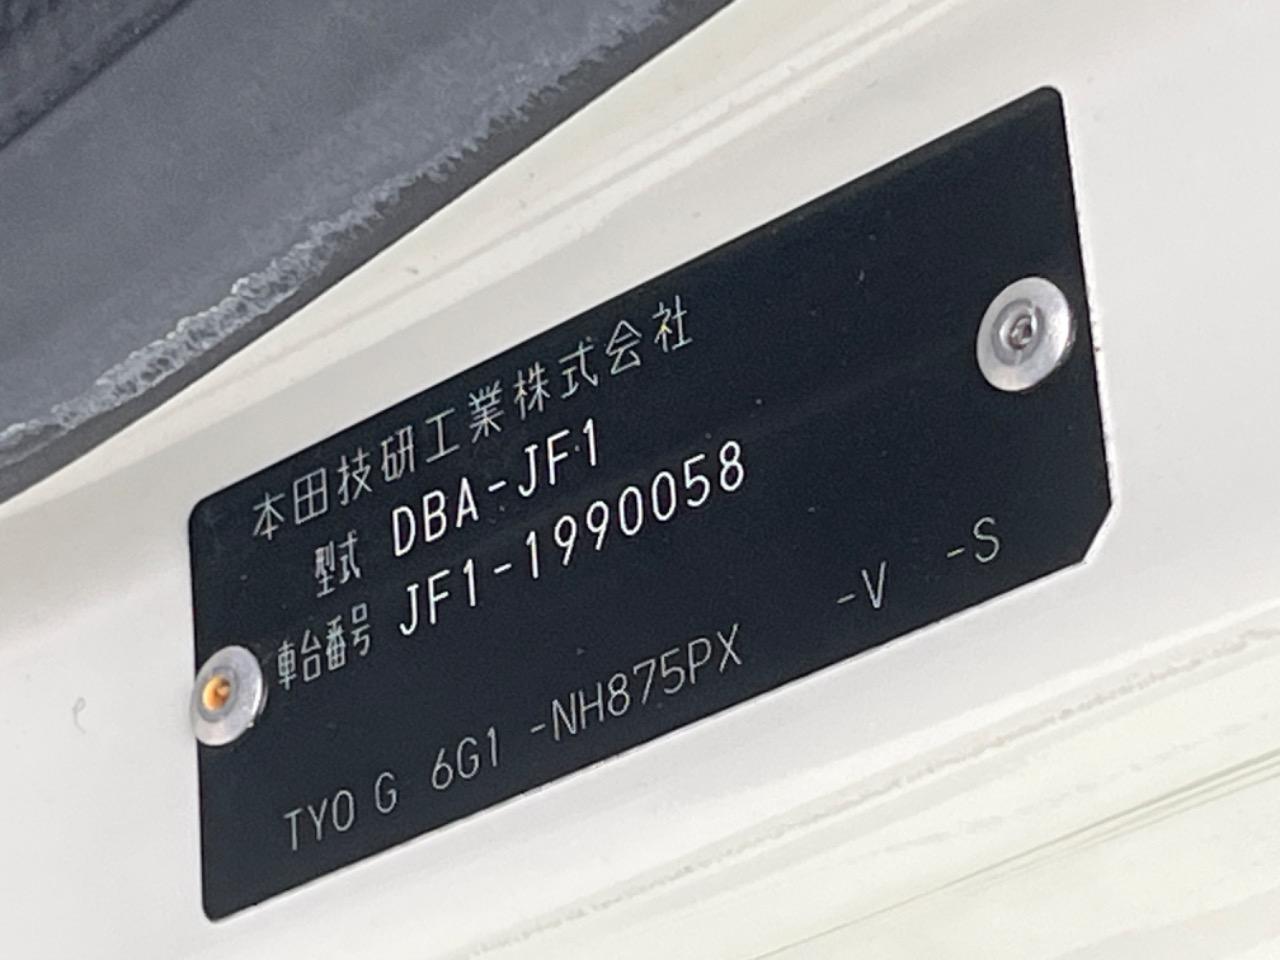 本田技研工業株式会社
型式 DBA-JF1
車台番号 JF1-1990058
TYO G 6G1 -NH875PX -V -S